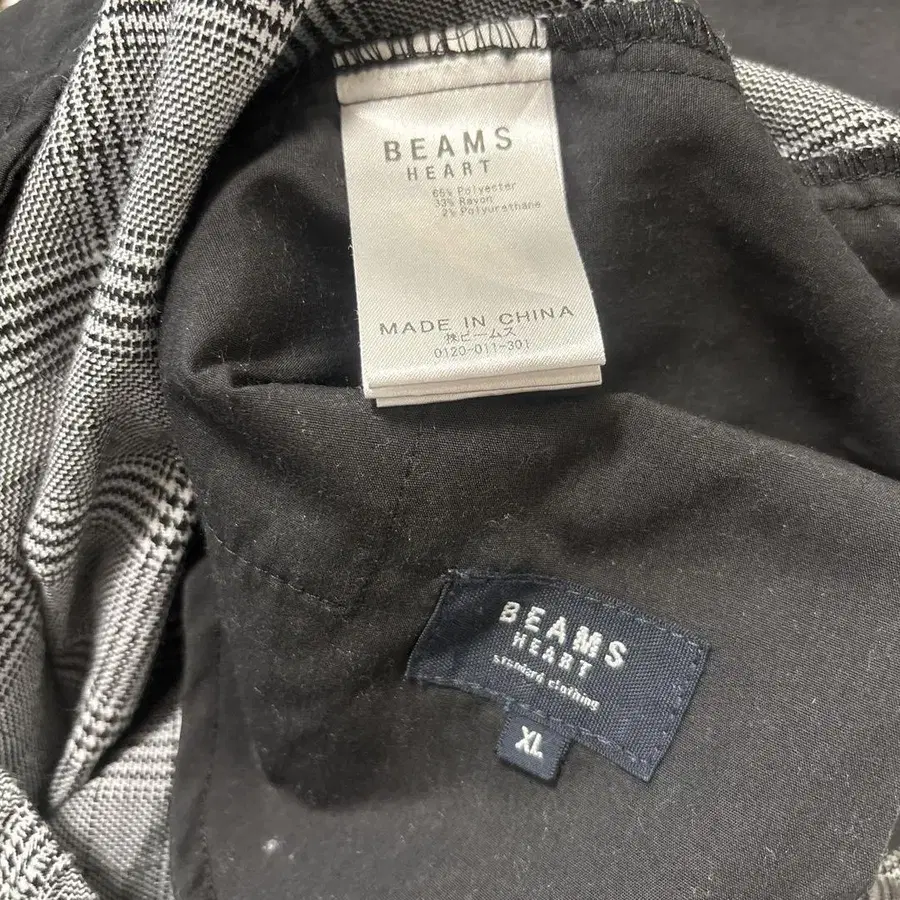 BEAMS
HEART
65% Polyester
33% Rayon
2% Polyurethane
MADE IN CHINA
㈱ビームス
0120-011-301
BEAMS
HEART
standard clothing
XL